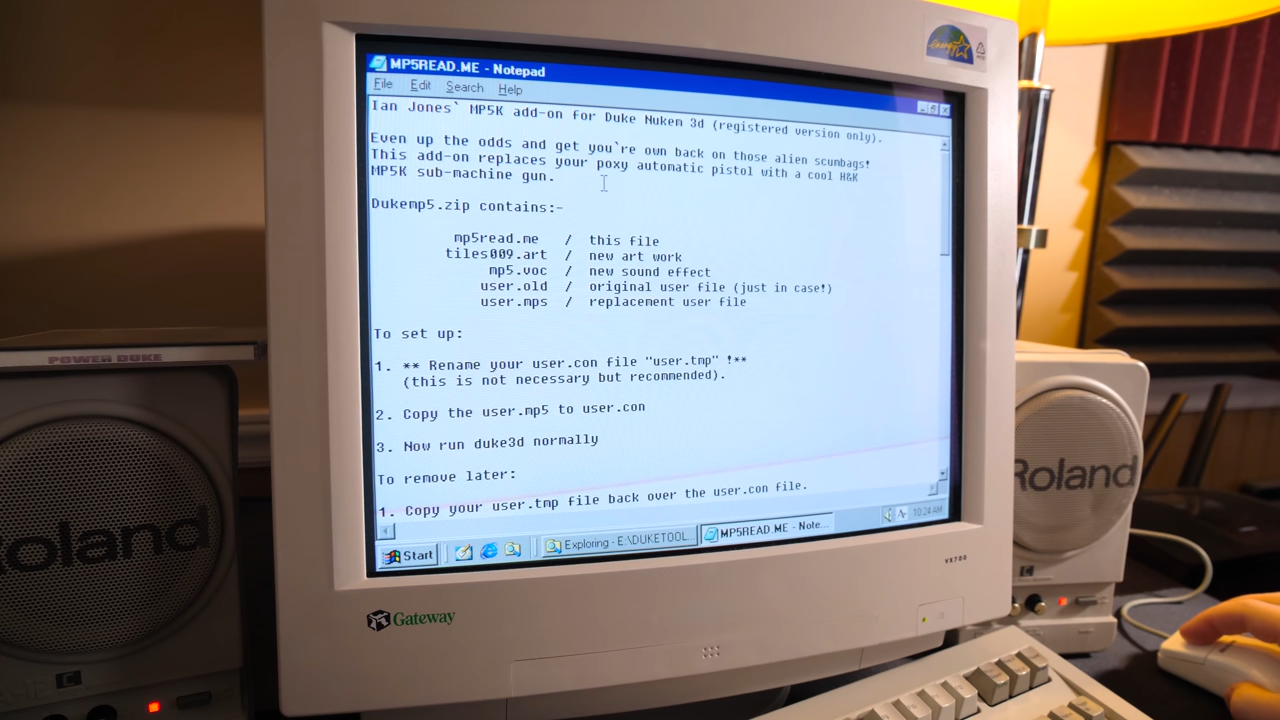 energy
MP5READ.ME - Notepad
File Edit Search Help
Ian Jones` MP5K add-on for Duke Nukem 3d (registered version only).
Even up the odds and get you`re own back on those alien scumbags!
This add-on replaces your poxy automatic pistol with a cool H&K
MP5K sub-machine gun.
Dukemp5.zip contains:-
mp5read.me / this file
tiles009.art / new art work
mp5.voc / new sound effect
user.old / original user file (just in case!)
user.mps / replacement user file
To set up:
1. ** Rename your user.con file "user.tmp" !**
(this is not necessary but recommended).
2. Copy the user.mp5 to user.con
3. Now run duke3d normally
To remove later:
1. Copy your user.tmp file back over the user.con file.
Start Exploring - E:\DUKETOOL... MP5READ.ME - Note... 10:24 AM
POWER DUKE
Roland
Roland
VX700
Gateway